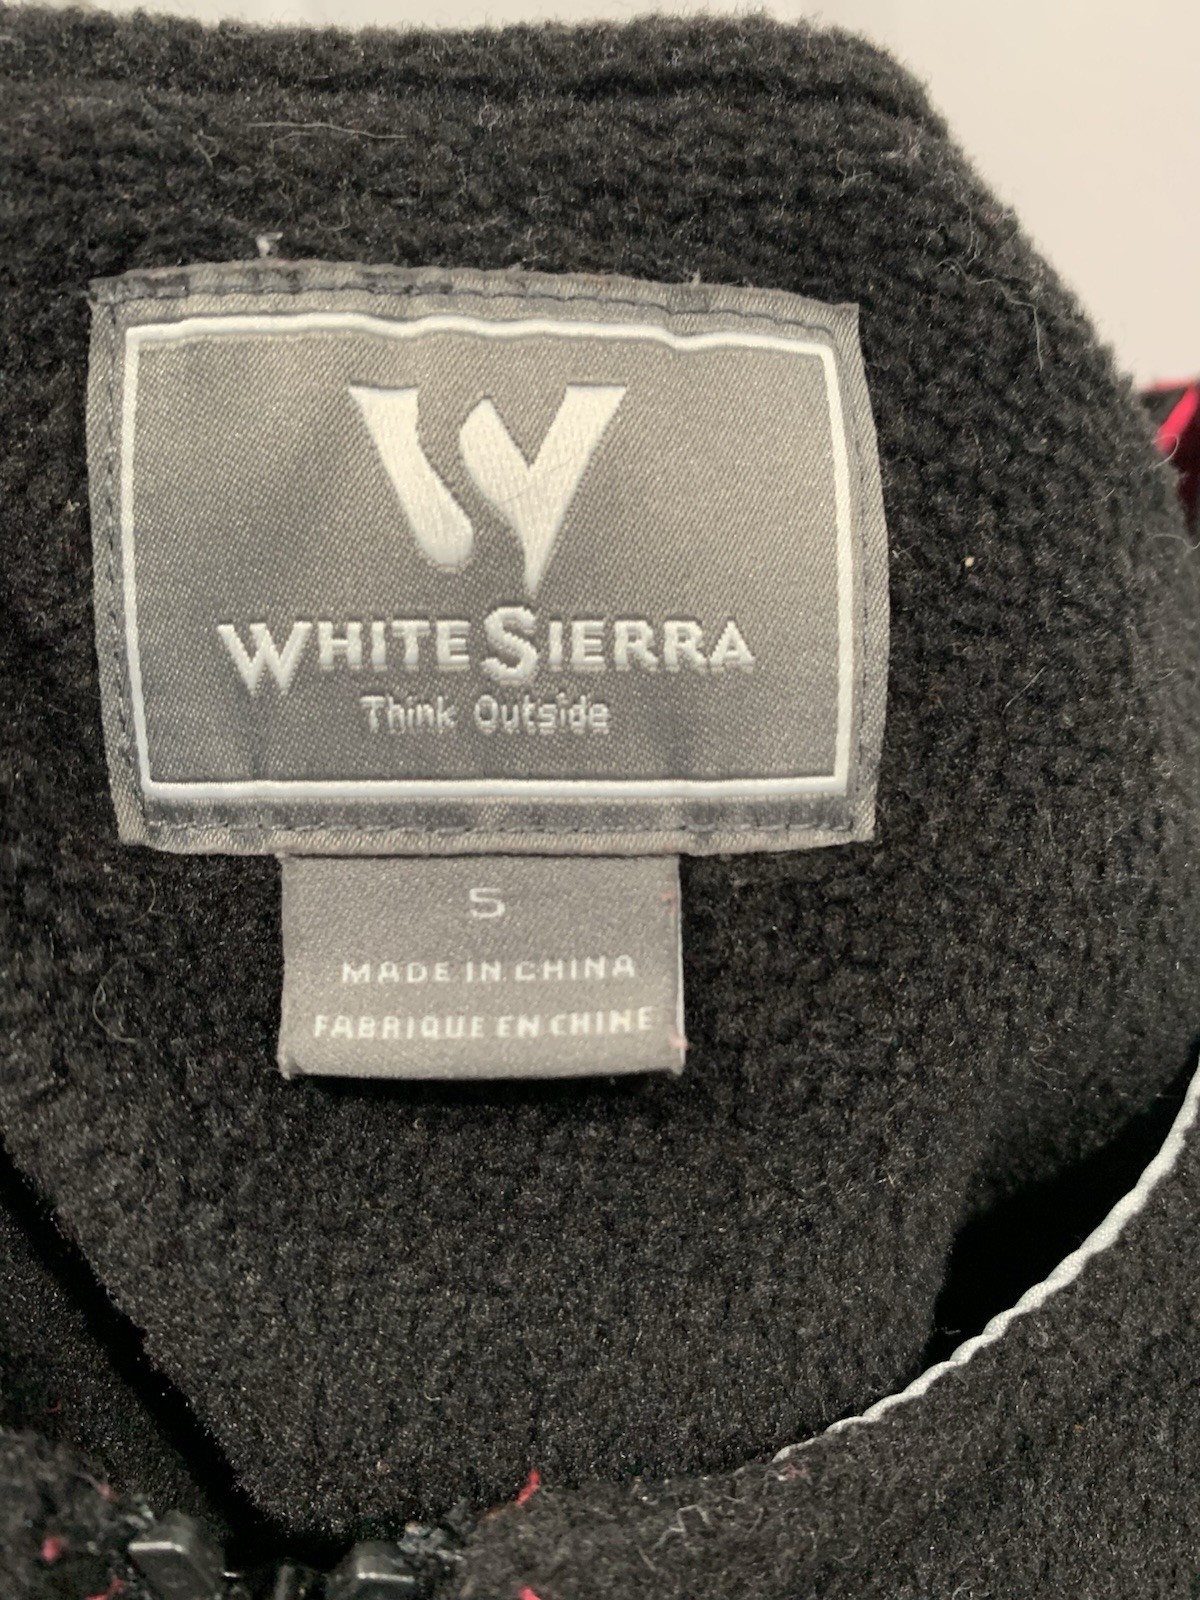 W
WHITE SIERRA
Think Outside
S
MADE IN CHINA
FABRIQUE EN CHINE